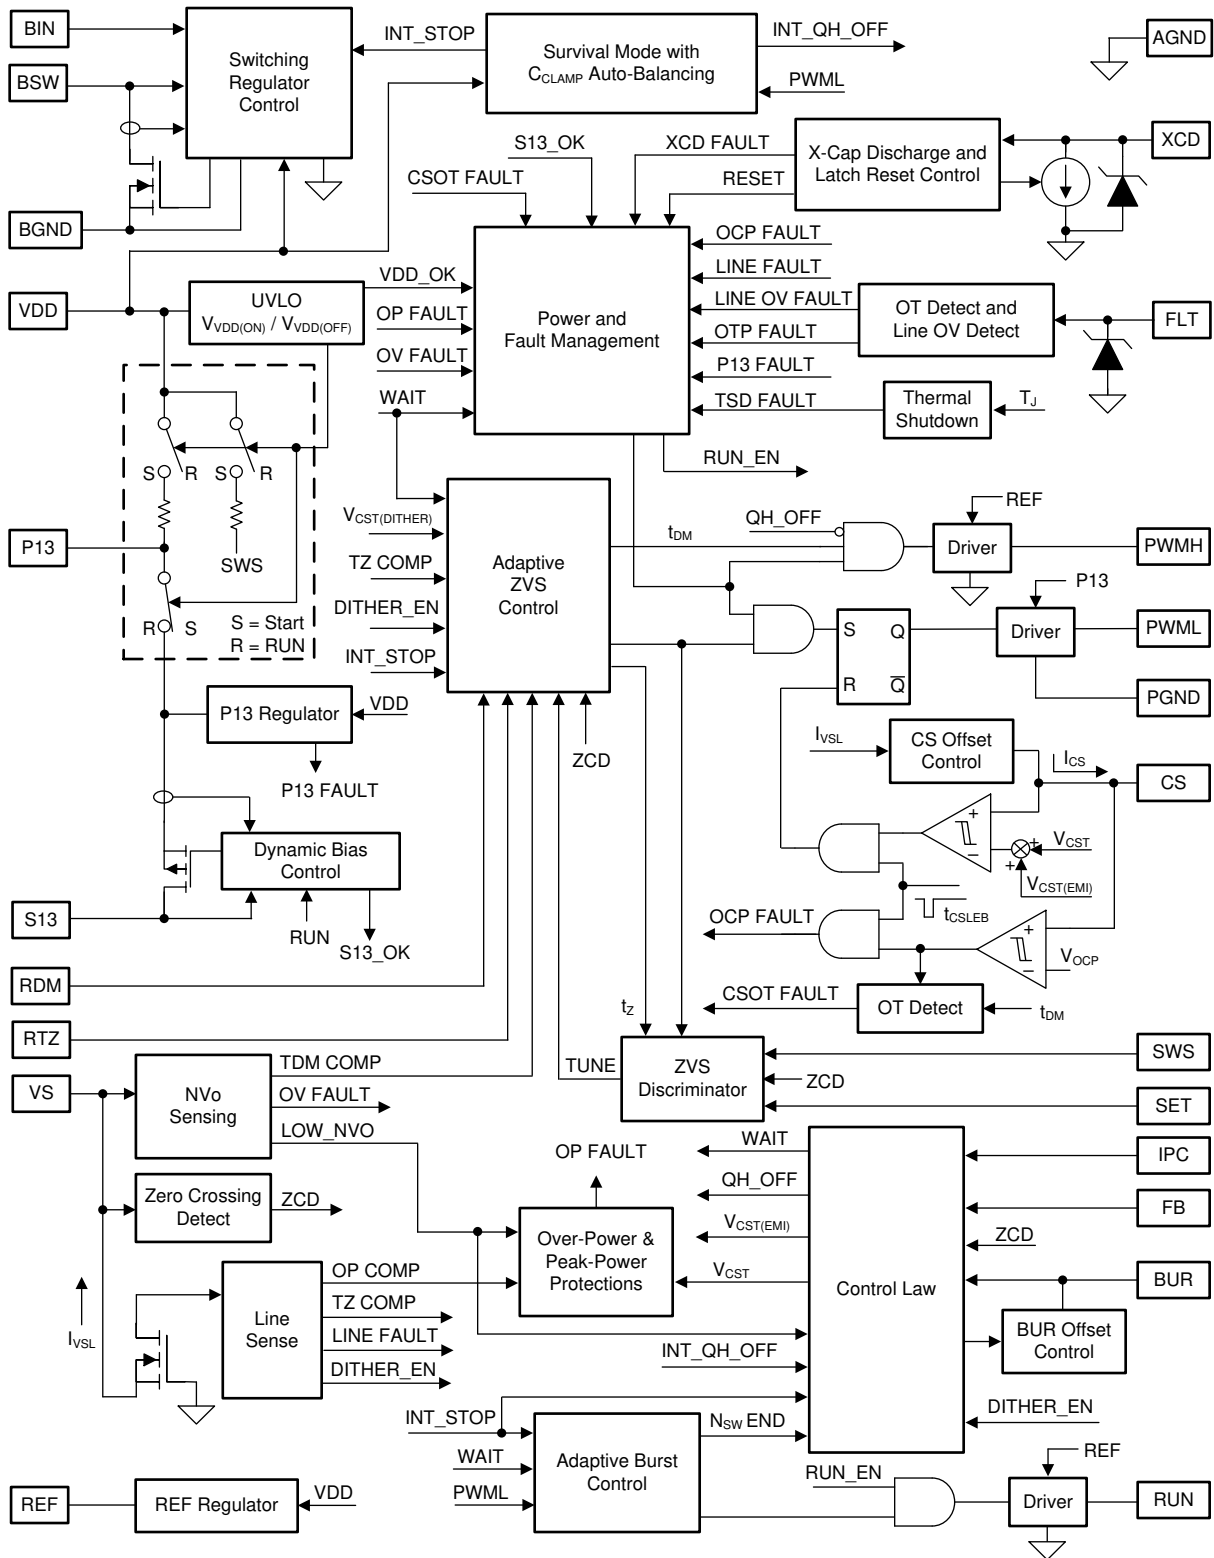 BIN
BSW
BGND
VDD
P13
S13
RDM
RTZ
VS
REF
AGND
XCD
FLT
PWMH
PWML
PGND
CS
SWS
SET
IPC
FB
BUR
RUN
Switching
Regulator
Control
INT_STOP
Survival Mode with
CCLAMP Auto-Balancing
INT_QH_OFF
PWML
S13_OK
CSOT FAULT
XCD FAULT
RESET
X-Cap Discharge and
Latch Reset Control
UVLO
VVDD(ON) / VVDD(OFF)
VDD_OK
OP FAULT
OV FAULT
WAIT
Power and
Fault Management
OCP FAULT
LINE FAULT
LINE OV FAULT
OTP FAULT
P13 FAULT
TSD FAULT
OT Detect and
Line OV Detect
Thermal
Shutdown
TJ
RUN_EN
S R S R
SWS
R S
S = Start
R = RUN
VCST(DITHER)
TZ COMP
DITHER_EN
INT_STOP
Adaptive
ZVS
Control
ZCD
tDM
QH_OFF
REF
Driver
P13
Driver
S Q
R Q
P13 Regulator
VDD
P13 FAULT
IVSL
CS Offset
Control
ICS
+
–
+
VCST
+
VCST(EMI)
tCSLEB
Dynamic Bias
Control
RUN
S13_OK
OCP FAULT
+
–
VOCP
CSOT FAULT
OT Detect
tDM
tZ
TUNE
ZVS
Discriminator
ZCD
NVo
Sensing
TDM COMP
OV FAULT
LOW_NVO
Zero Crossing
Detect
ZCD
OP FAULT
Over-Power &
Peak-Power
Protections
WAIT
QH_OFF
VCST(EMI)
VCST
Control Law
ZCD
BUR Offset
Control
DITHER_EN
IVSL
Line
Sense
OP COMP
TZ COMP
LINE FAULT
DITHER_EN
INT_QH_OFF
INT_STOP
WAIT
PWML
Adaptive Burst
Control
NSW END
RUN_EN
REF
Driver
REF Regulator
VDD